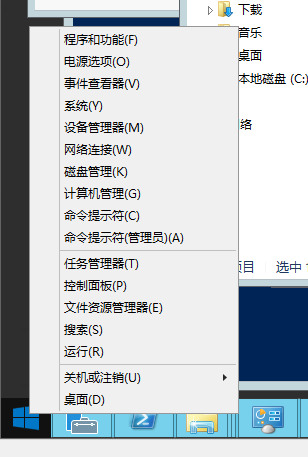 下载
音乐
桌面
本地磁盘 (C:)
络
程序和功能(F)
电源选项(O)
事件查看器(V)
系统(Y)
设备管理器(M)
网络连接(W)
磁盘管理(K)
计算机管理(G)
命令提示符(C)
命令提示符(管理员)(A)
任务管理器(T)
控制面板(P)
文件资源管理器(E)
搜索(S)
运行(R)
关机或注销(U)
桌面(D)
项目 选中